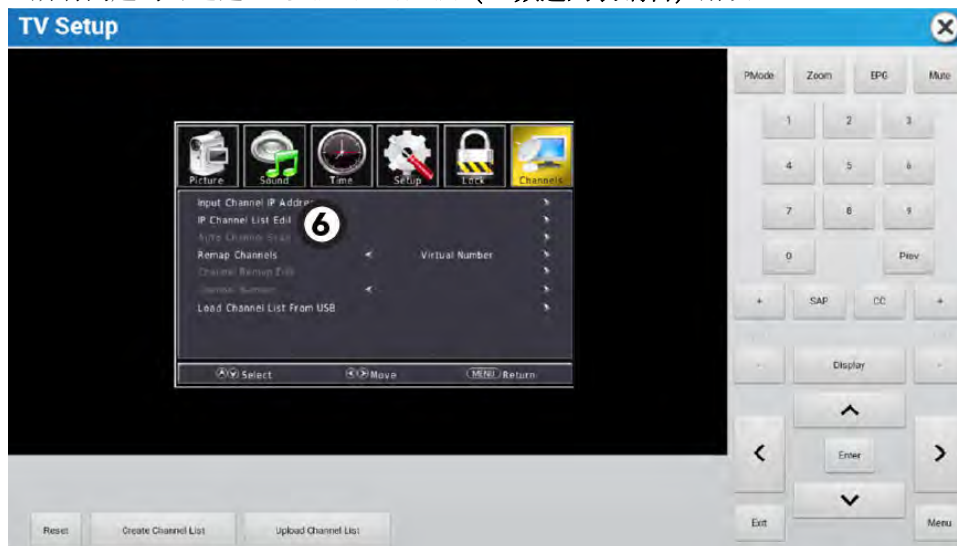 TV Setup
PMode Zoom EPG Mute
1 2 3
4 5 6
7 8 9
0 Prev
+ SAP CC +
- Display -
Enter
Exit Menu
Picture Sound Time Setup Lock Channels
Input Channel IP Addre
IP Channel List Edit
6
Auto Channel Scan
Remap Channels Virtual Number
Channel Remap Edit
Channel Number
Load Channel List From USB
Select Move MENU Return
Reset Create Channel List Upload Channel List